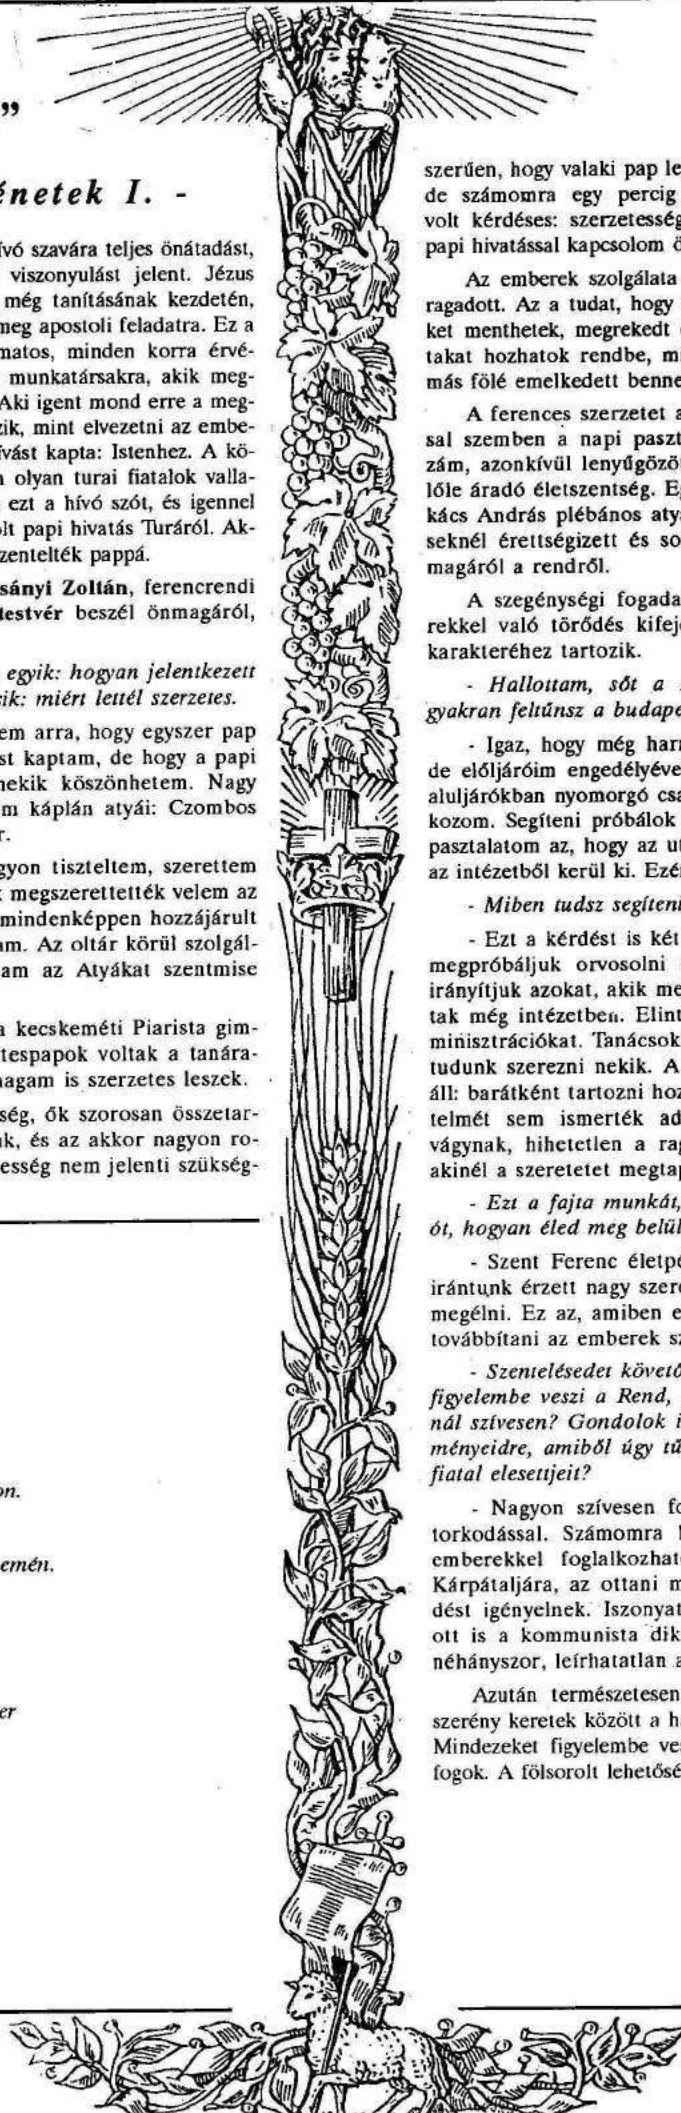 ”
énetek I. -
ívó szavára teljes önátadást,
viszonyulást jelent. Jézus
még tanításának kezdetén,
meg apostoli feladatra. Ez a
matos, minden korra érvé-
munkatársakra, akik meg-
Aki igent mond erre a meg-
zik, mint elvezetni az embe-
ívást kapta: Istenhez. A kö-
olyan turai fiatalok valla-
ezt a hívó szót, és igennel
olt papi hivatás Turáról. Ak-
zentelték pappá.
sányi Zoltán, ferencrendi
testvér beszél önmagáról,
egyik: hogyan jelentkezett
sik: miért lettél szerzetes.
em arra, hogy egyszer pap
st kaptam, de hogy a papi
nekik köszönhetem. Nagy
m káplán atyái: Czombos
r.
gyon tiszteltem, szerettem
k megszerettették velem az
mindenképpen hozzájárult
am. Az oltár körül szolgál-
am az Atyákat szentmise
a kecskeméti Piarista gim-
tespapok voltak a tanára-
nagam is szerzetes leszek.
ség, ők szorosan összetar-
ak, és az akkor nagyon ro-
esség nem jelenti szükség-
on.
emén.
er
szerűen, hogy valaki pap le
de számomra egy percig
volt kérdéses: szerzetesség
papi hivatással kapcsolom ö
Az emberek szolgálata
ragadott. Az a tudat, hogy
ket menthetek, megrekedt
takat hozhatok rendbe, mi
más fölé emelkedett benne
A ferences szerzetet a
sal szemben a napi paszt
zám, azonkívül lenyűgözö
lőle áradó életszentség. Eg
kács András plébános atya
seknél érettségizett és so
magáról a rendről.
A szegénységi fogada
rekkel való törődés kifeje
karakteréhez tartozik.
- Hallottam, sőt a
gyakran feltűnsz a budape
- Igaz, hogy még harm
de előljáróim engedélyéve
aluljárókban nyomorgó csa
kozom. Segíteni próbálok
pasztalatom az, hogy az ut
az intézetből kerül ki. Ezé
- Miben tudsz segíteni
- Ezt a kérdést is két
megpróbáljuk orvosolni
irányítjuk azokat, akik me
tak még intézetben. Elint
minisztrációkat. Tanácsok
tudunk szerezni nekik. A
áll: barátként tartozni hoz
telmét sem ismerték ad
vágynak, hihetetlen a rag
akinél a szeretetet megtap
- Ezt a fajta munkát,
ót, hogyan éled meg belül
- Szent Ferenc életpé
irántunk érzett nagy szere
megélni. Ez az, amiben e
továbbítani az emberek sz
- Szentelésedet követő
figyelembe veszi a Rend,
nál szívesen? Gondolok i
ményeidre, amiből úgy tű
fiatal elesettjeit?
- Nagyon szívesen fo
torkodással. Számomra
emberekkel foglalkozhat
Kárpátaljára, az ottani m
dést igényelnek. Iszonyat
ott is a kommunista dik
néhányszor, leírhatatlan a
Azután természetesen
szerény keretek között a h
Mindezeket figyelembe ve
fogok. A fölsorolt lehetősé